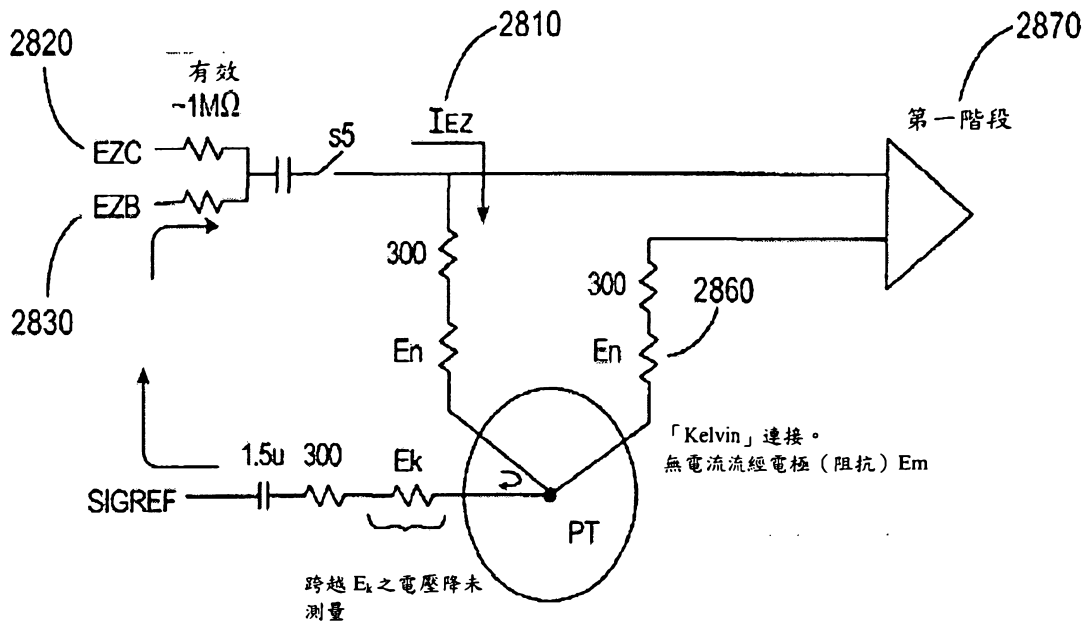 2810
2870
2820
有效
~1MΩ
IEZ
第一階段
EZC
s5
EZB
300
300
2860
2830
En
En
「Kelvin」連接。
無電流流經電極（阻抗）Em
1.5u
300
Ek
SIGREF
PT
跨越 Ek 之電壓降未
測量